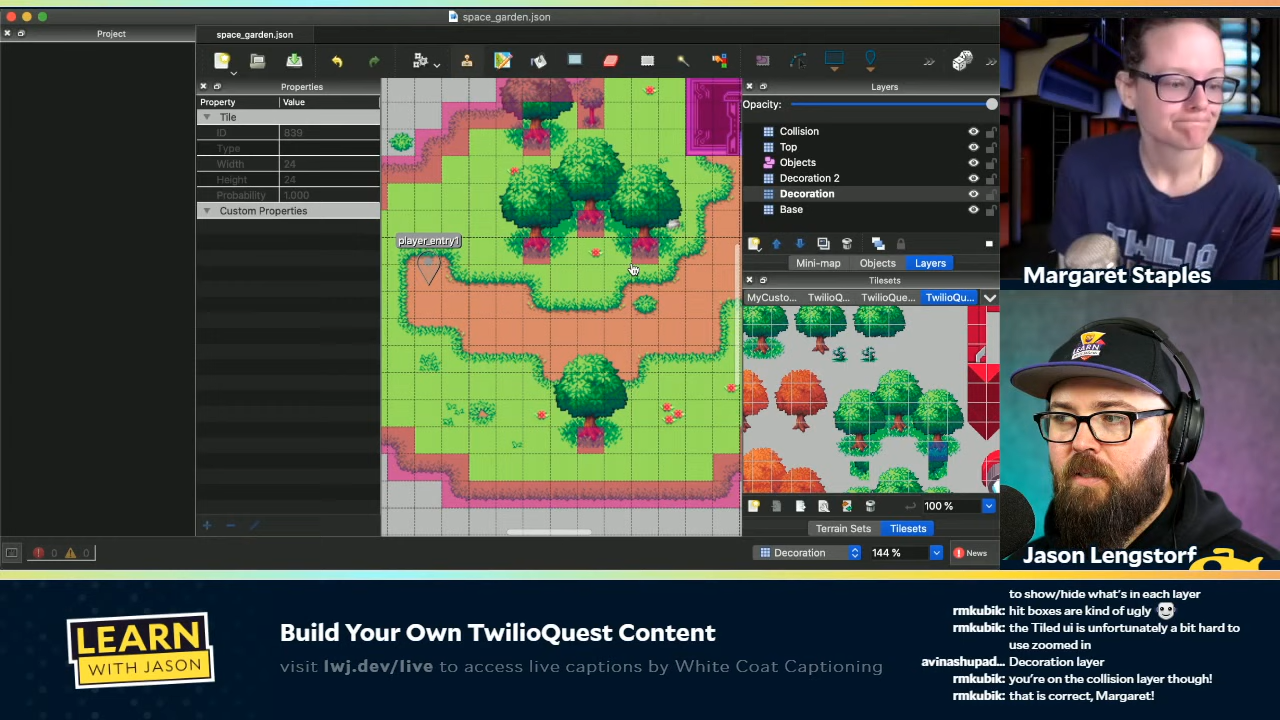 space_garden.json
Project
space_garden.json
Properties
Property
Value
Tile
ID
839
Type
Width
24
Height
24
Probability
1.000
Custom Properties
player_entry1
Layers
Opacity:
Collision
Top
Objects
Decoration 2
Decoration
Base
Mini-map
Objects
Layers
Tilesets
MyCusto...
TwilioQ...
TwilioQue...
TwilioQu...
100 %
Terrain Sets
Tilesets
0
0
Decoration
144 %
News
TWILIO
QUEST
Margaret Staples
LEARN
Jason Lengstorf
LEARN
WITH JASON
Build Your Own TwilioQuest Content
visit lwj.dev/live to access live captions by White Coat Captioning
to show/hide what's in each layer
rmkubik: hit boxes are kind of ugly
rmkubik: the Tiled ui is unfortunately a bit hard to
use zoomed in
avinashupad... Decoration layer
rmkubik: you're on the collision layer though!
rmkubik: that is correct, Margaret!